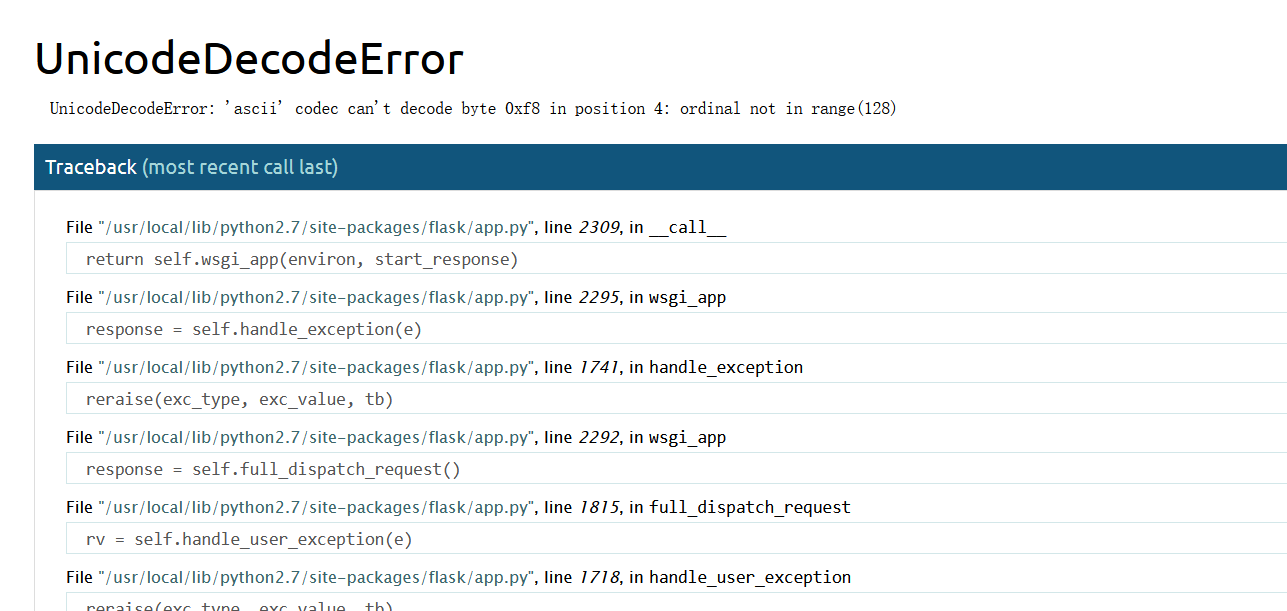 UnicodeDecodeError
UnicodeDecodeError: 'ascii' codec can't decode byte 0xf8 in position 4: ordinal not in range(128)
Traceback (most recent call last)
File "/usr/local/lib/python2.7/site-packages/flask/app.py", line 2309, in __call__
return self.wsgi_app(environ, start_response)
File "/usr/local/lib/python2.7/site-packages/flask/app.py", line 2295, in wsgi_app
response = self.handle_exception(e)
File "/usr/local/lib/python2.7/site-packages/flask/app.py", line 1741, in handle_exception
reraise(exc_type, exc_value, tb)
File "/usr/local/lib/python2.7/site-packages/flask/app.py", line 2292, in wsgi_app
response = self.full_dispatch_request()
File "/usr/local/lib/python2.7/site-packages/flask/app.py", line 1815, in full_dispatch_request
rv = self.handle_user_exception(e)
File "/usr/local/lib/python2.7/site-packages/flask/app.py", line 1718, in handle_user_exception
reraise(exc_type, exc_value, tb)